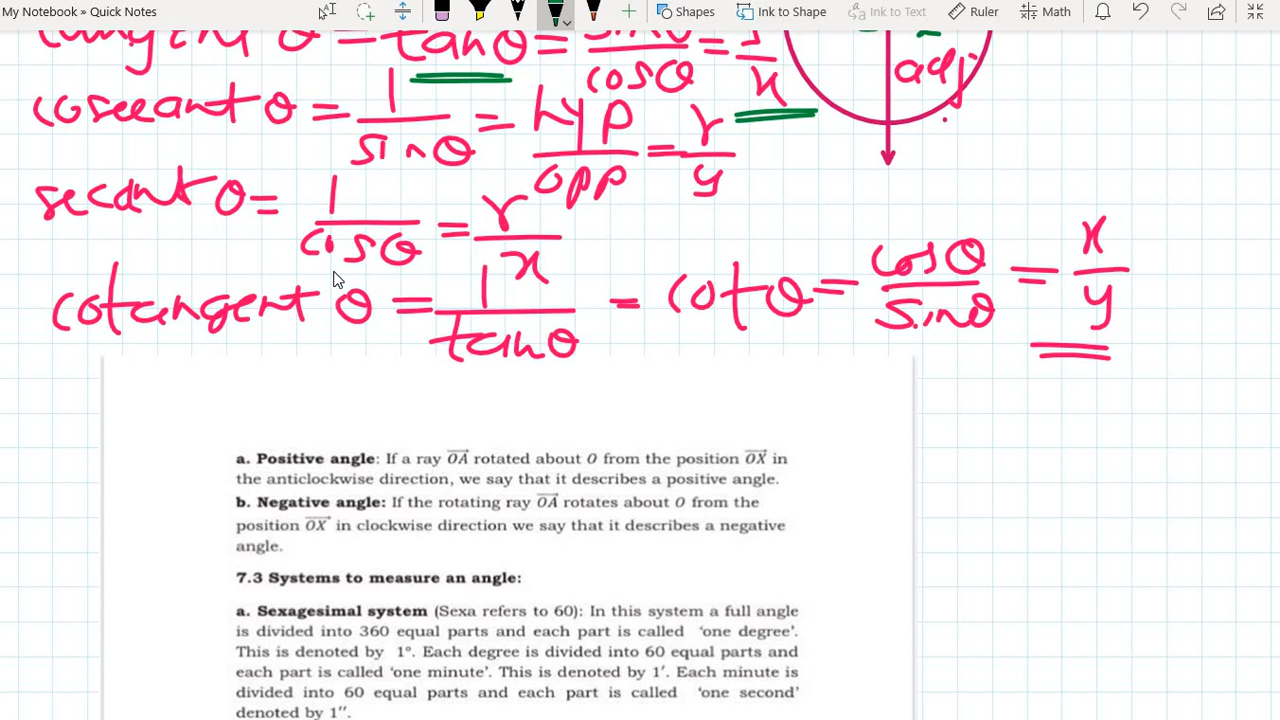 My Notebook » Quick Notes Shapes Ink to Shape Ink to Text Ruler Math
tanθ = sinθ/cosθ = /x
adj
cosecant θ = 1/sinθ = hyp/opp = r/y
secant θ = 1/cosθ = r/x
cotangent θ = 1/tanθ = cotθ = cosθ/sinθ = x/y
a. Positive angle: If a ray OA rotated about O from the position OX in
the anticlockwise direction, we say that it describes a positive angle.
b. Negative angle: If the rotating ray OA rotates about O from the
position OX in clockwise direction we say that it describes a negative
angle.
7.3 Systems to measure an angle:
a. Sexagesimal system (Sexa refers to 60): In this system a full angle
is divided into 360 equal parts and each part is called 'one degree'.
This is denoted by 1°. Each degree is divided into 60 equal parts and
each part is called 'one minute'. This is denoted by 1′. Each minute is
divided into 60 equal parts and each part is called 'one second'
denoted by 1″.